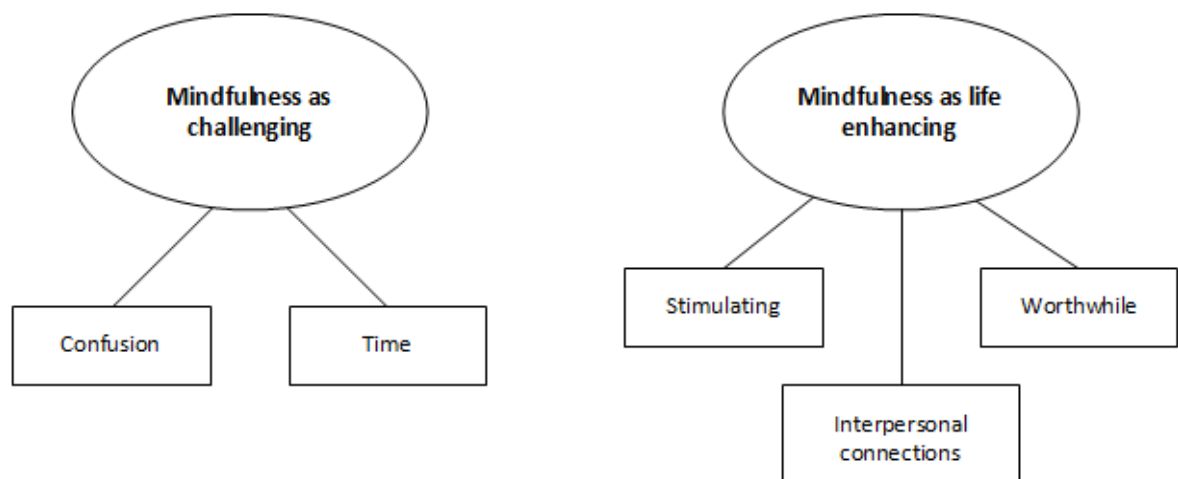 Mindfulness as
challenging
Confusion
Time
Mindfulness as life
enhancing
Stimulating
Worthwhile
Interpersonal
connections